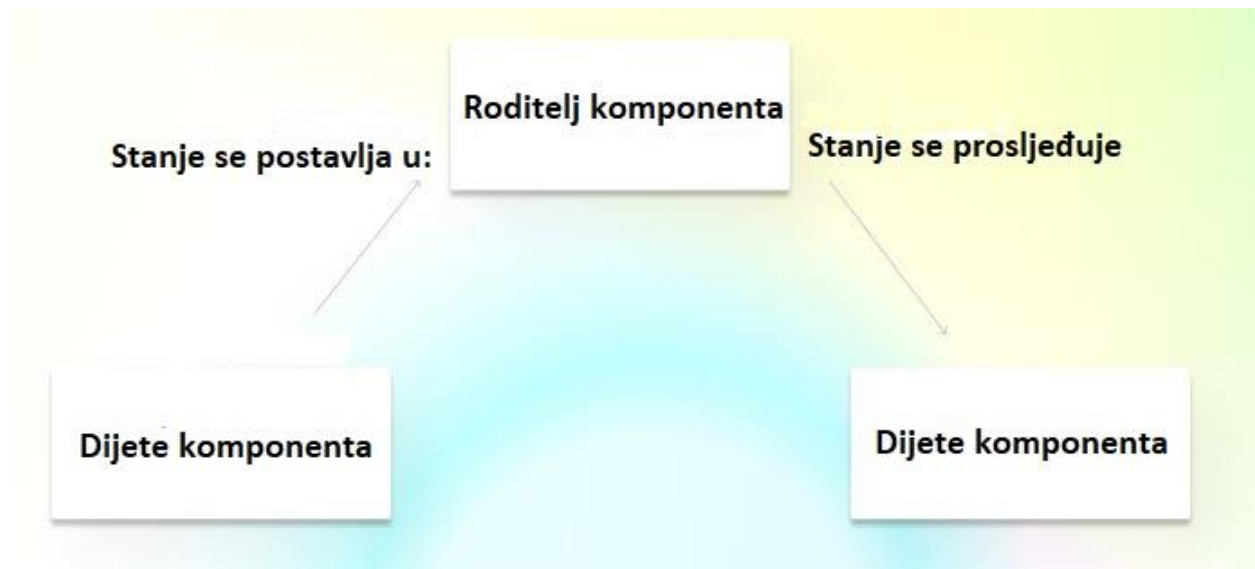 Roditelj komponenta
Stanje se postavlja u:
Stanje se prosljeđuje
Dijete komponenta
Dijete komponenta